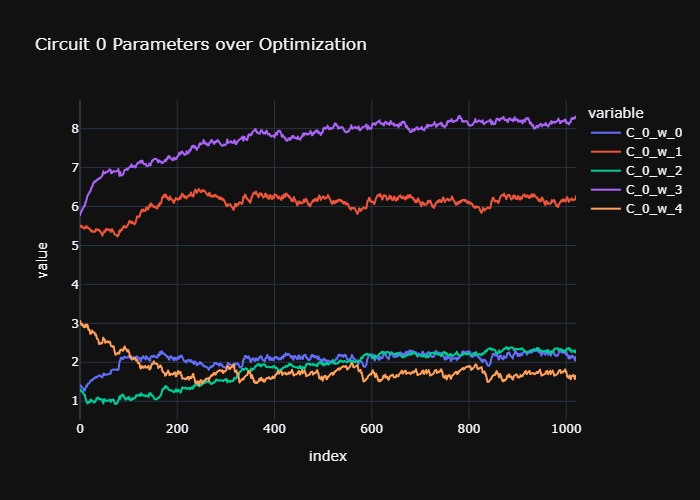 Circuit 0 Parameters over Optimization
variable
C_0_w_0
C_0_w_1
C_0_w_2
C_0_w_3
C_0_w_4
value
8
7
6
5
4
3
2
1
0
200
400
600
800
1000
index